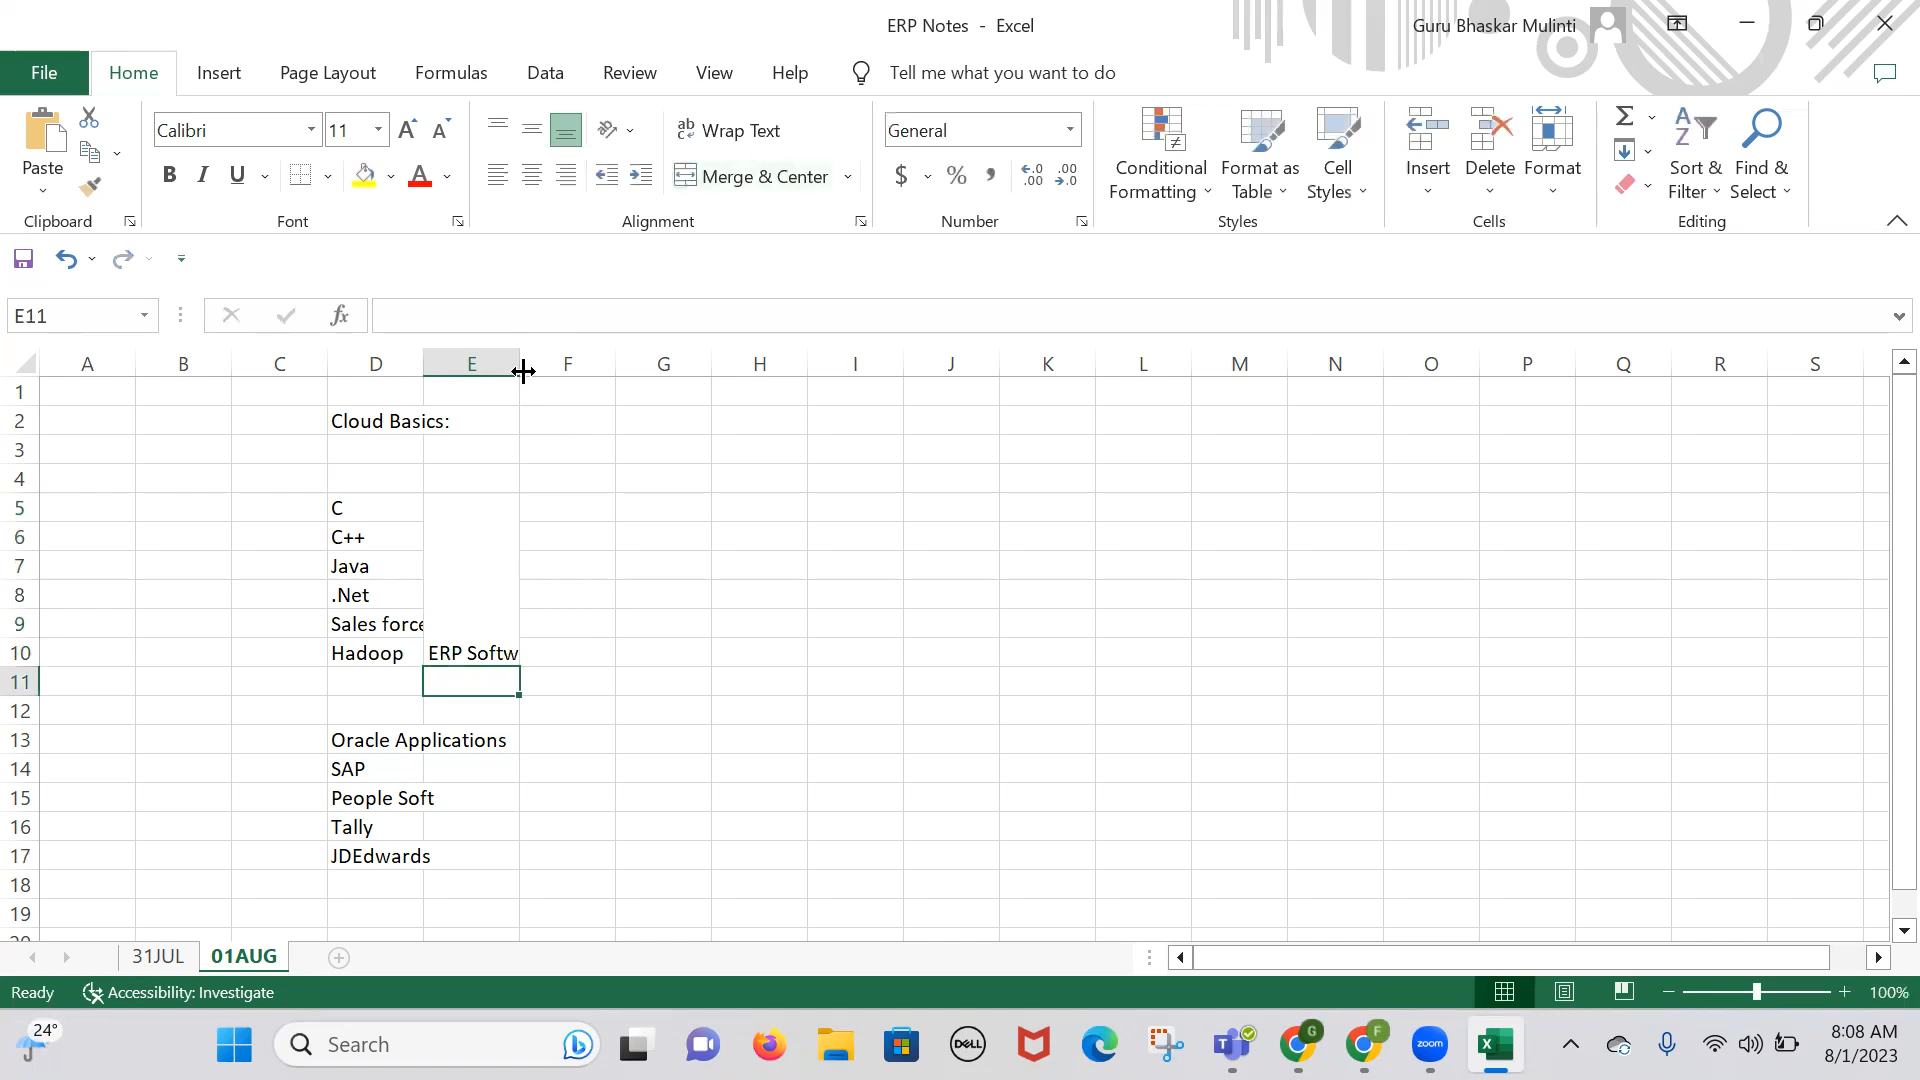 ERP Notes - Excel
Guru Bhaskar Mulinti
File Home Insert Page Layout Formulas Data Review View Help Tell me what you want to do
Paste
Clipboard
Calibri 11
A A
B I U A
Font
ab Wrap Text
Merge & Center
Alignment
General
$ % , .0 .00
Number
Conditional Formatting
Format as Table
Cell Styles
Styles
Insert Delete Format
Cells
Σ
Sort & Filter
Find & Select
Editing
E11 fx
A B C D E F G H I J K L M N O P Q R S
1
2 Cloud Basics:
3
4
5 C
6 C++
7 Java
8 .Net
9 Sales force
10 Hadoop ERP Softw
11
12
13 Oracle Applications
14 SAP
15 People Soft
16 Tally
17 JDEdwards
18
19
31JUL 01AUG
Ready Accessibility: Investigate 100%
24° Search DELL T G F zoom X 8:08 AM
8/1/2023